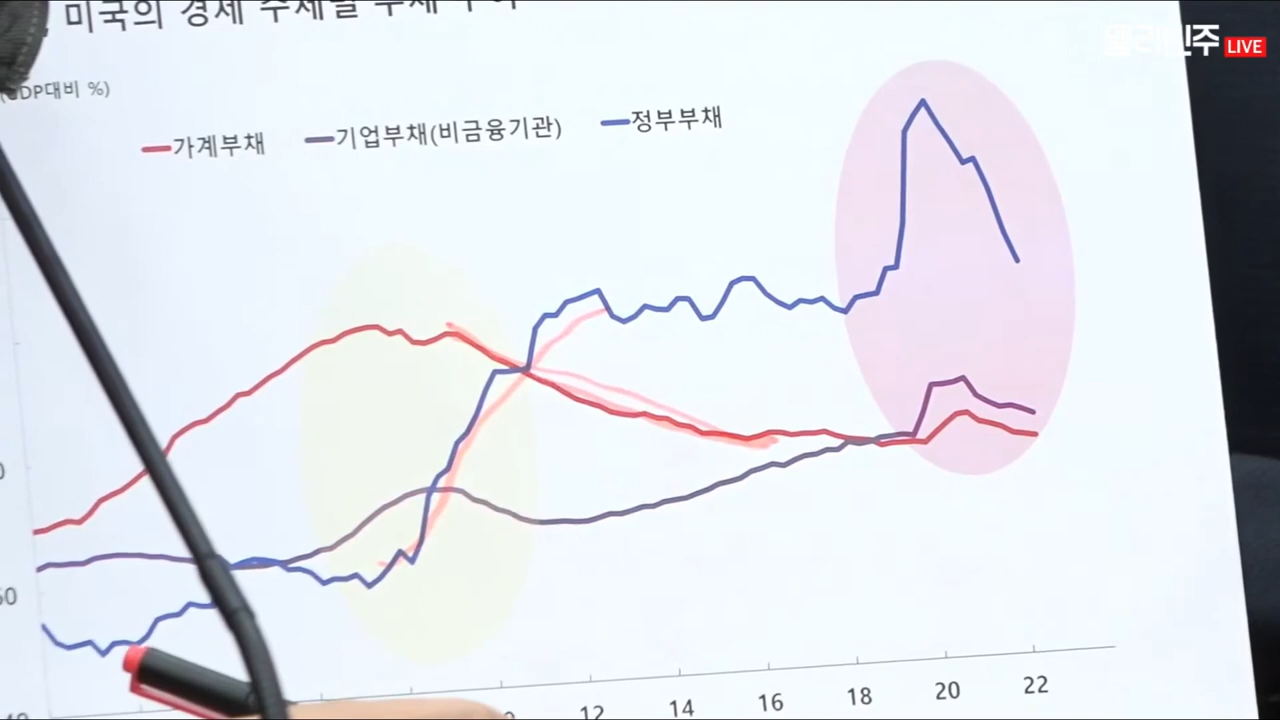 미국의 경제 주체별 부채 추이
델리민주 LIVE
(GDP대비 %)
가계부채 기업부채(비금융기관) 정부부채
50
12 14 16 18 20 22